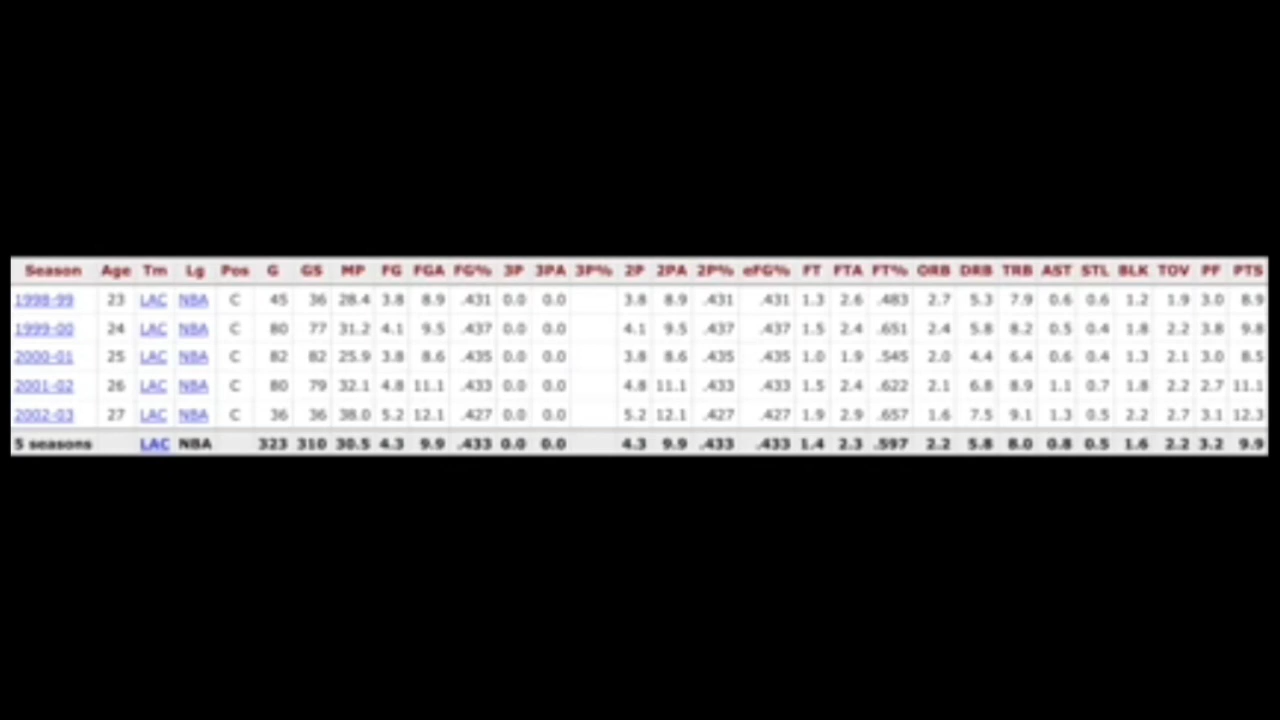 Season Age Tm Lg Pos G GS MP FG FGA FG% 3P 3PA 3P% 2P 2PA 2P% eFG% FT FTA FT% ORB DRB TRB AST STL BLK TOV PF PTS
1998-99 23 LAC NBA C 45 36 28.4 3.8 8.9 .431 0.0 0.0 3.8 8.9 .431 .431 1.3 2.6 .483 2.7 5.3 7.9 0.6 0.6 1.2 1.9 3.0 8.9
1999-00 24 LAC NBA C 80 77 31.2 4.1 9.5 .437 0.0 0.0 4.1 9.5 .437 .437 1.5 2.4 .651 2.4 5.8 8.2 0.5 0.4 1.8 2.2 3.8 9.8
2000-01 25 LAC NBA C 82 82 25.9 3.8 8.6 .435 0.0 0.0 3.8 8.6 .435 .435 1.0 1.9 .545 2.0 4.4 6.4 0.6 0.4 1.3 2.1 3.0 8.5
2001-02 26 LAC NBA C 80 79 32.1 4.8 11.1 .433 0.0 0.0 4.8 11.1 .433 .433 1.5 2.4 .622 2.1 6.8 8.9 1.1 0.7 1.8 2.2 2.7 11.1
2002-03 27 LAC NBA C 36 36 38.0 5.2 12.1 .427 0.0 0.0 5.2 12.1 .427 .427 1.9 2.9 .657 1.6 7.5 9.1 1.3 0.5 2.2 2.7 3.1 12.3
5 seasons LAC NBA 323 310 30.5 4.3 9.9 .433 0.0 0.0 4.3 9.9 .433 .433 1.4 2.3 .597 2.2 5.8 8.0 0.8 0.5 1.6 2.2 3.2 9.9